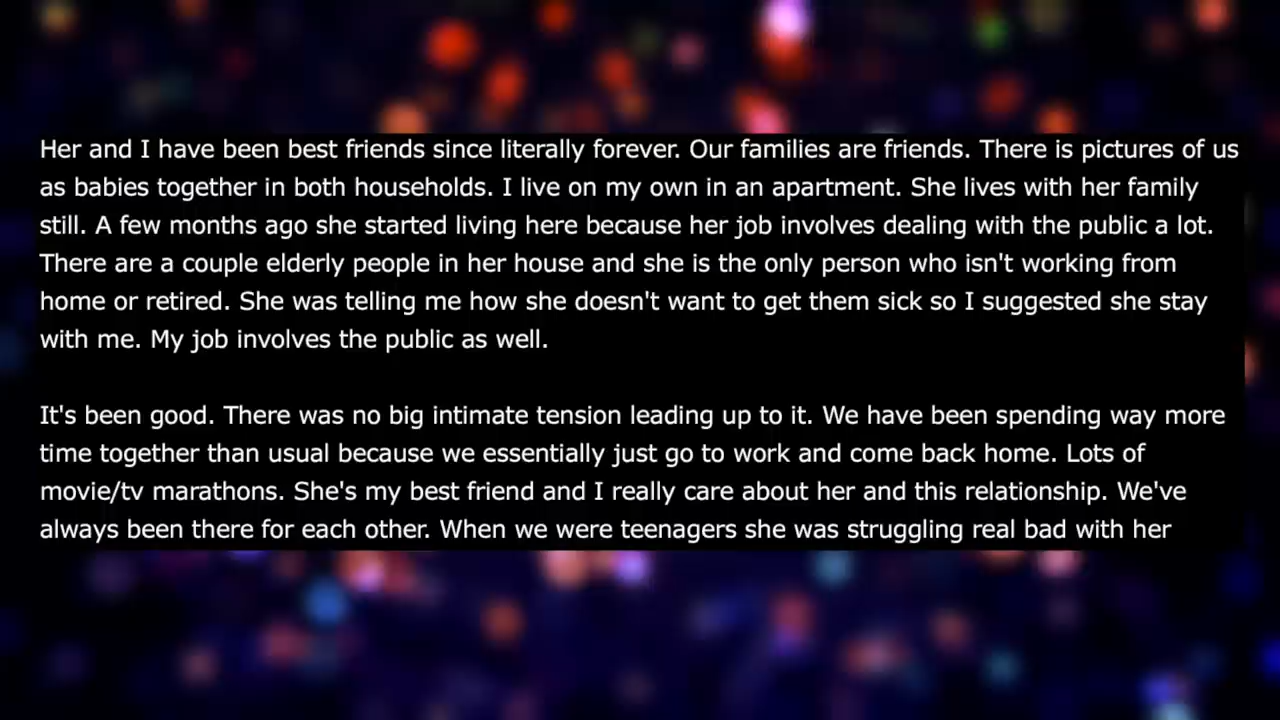 Her and I have been best friends since literally forever. Our families are friends. There is pictures of us
as babies together in both households. I live on my own in an apartment. She lives with her family
still. A few months ago she started living here because her job involves dealing with the public a lot.
There are a couple elderly people in her house and she is the only person who isn't working from
home or retired. She was telling me how she doesn't want to get them sick so I suggested she stay
with me. My job involves the public as well.
It's been good. There was no big intimate tension leading up to it. We have been spending way more
time together than usual because we essentially just go to work and come back home. Lots of
movie/tv marathons. She's my best friend and I really care about her and this relationship. We've
always been there for each other. When we were teenagers she was struggling real bad with her